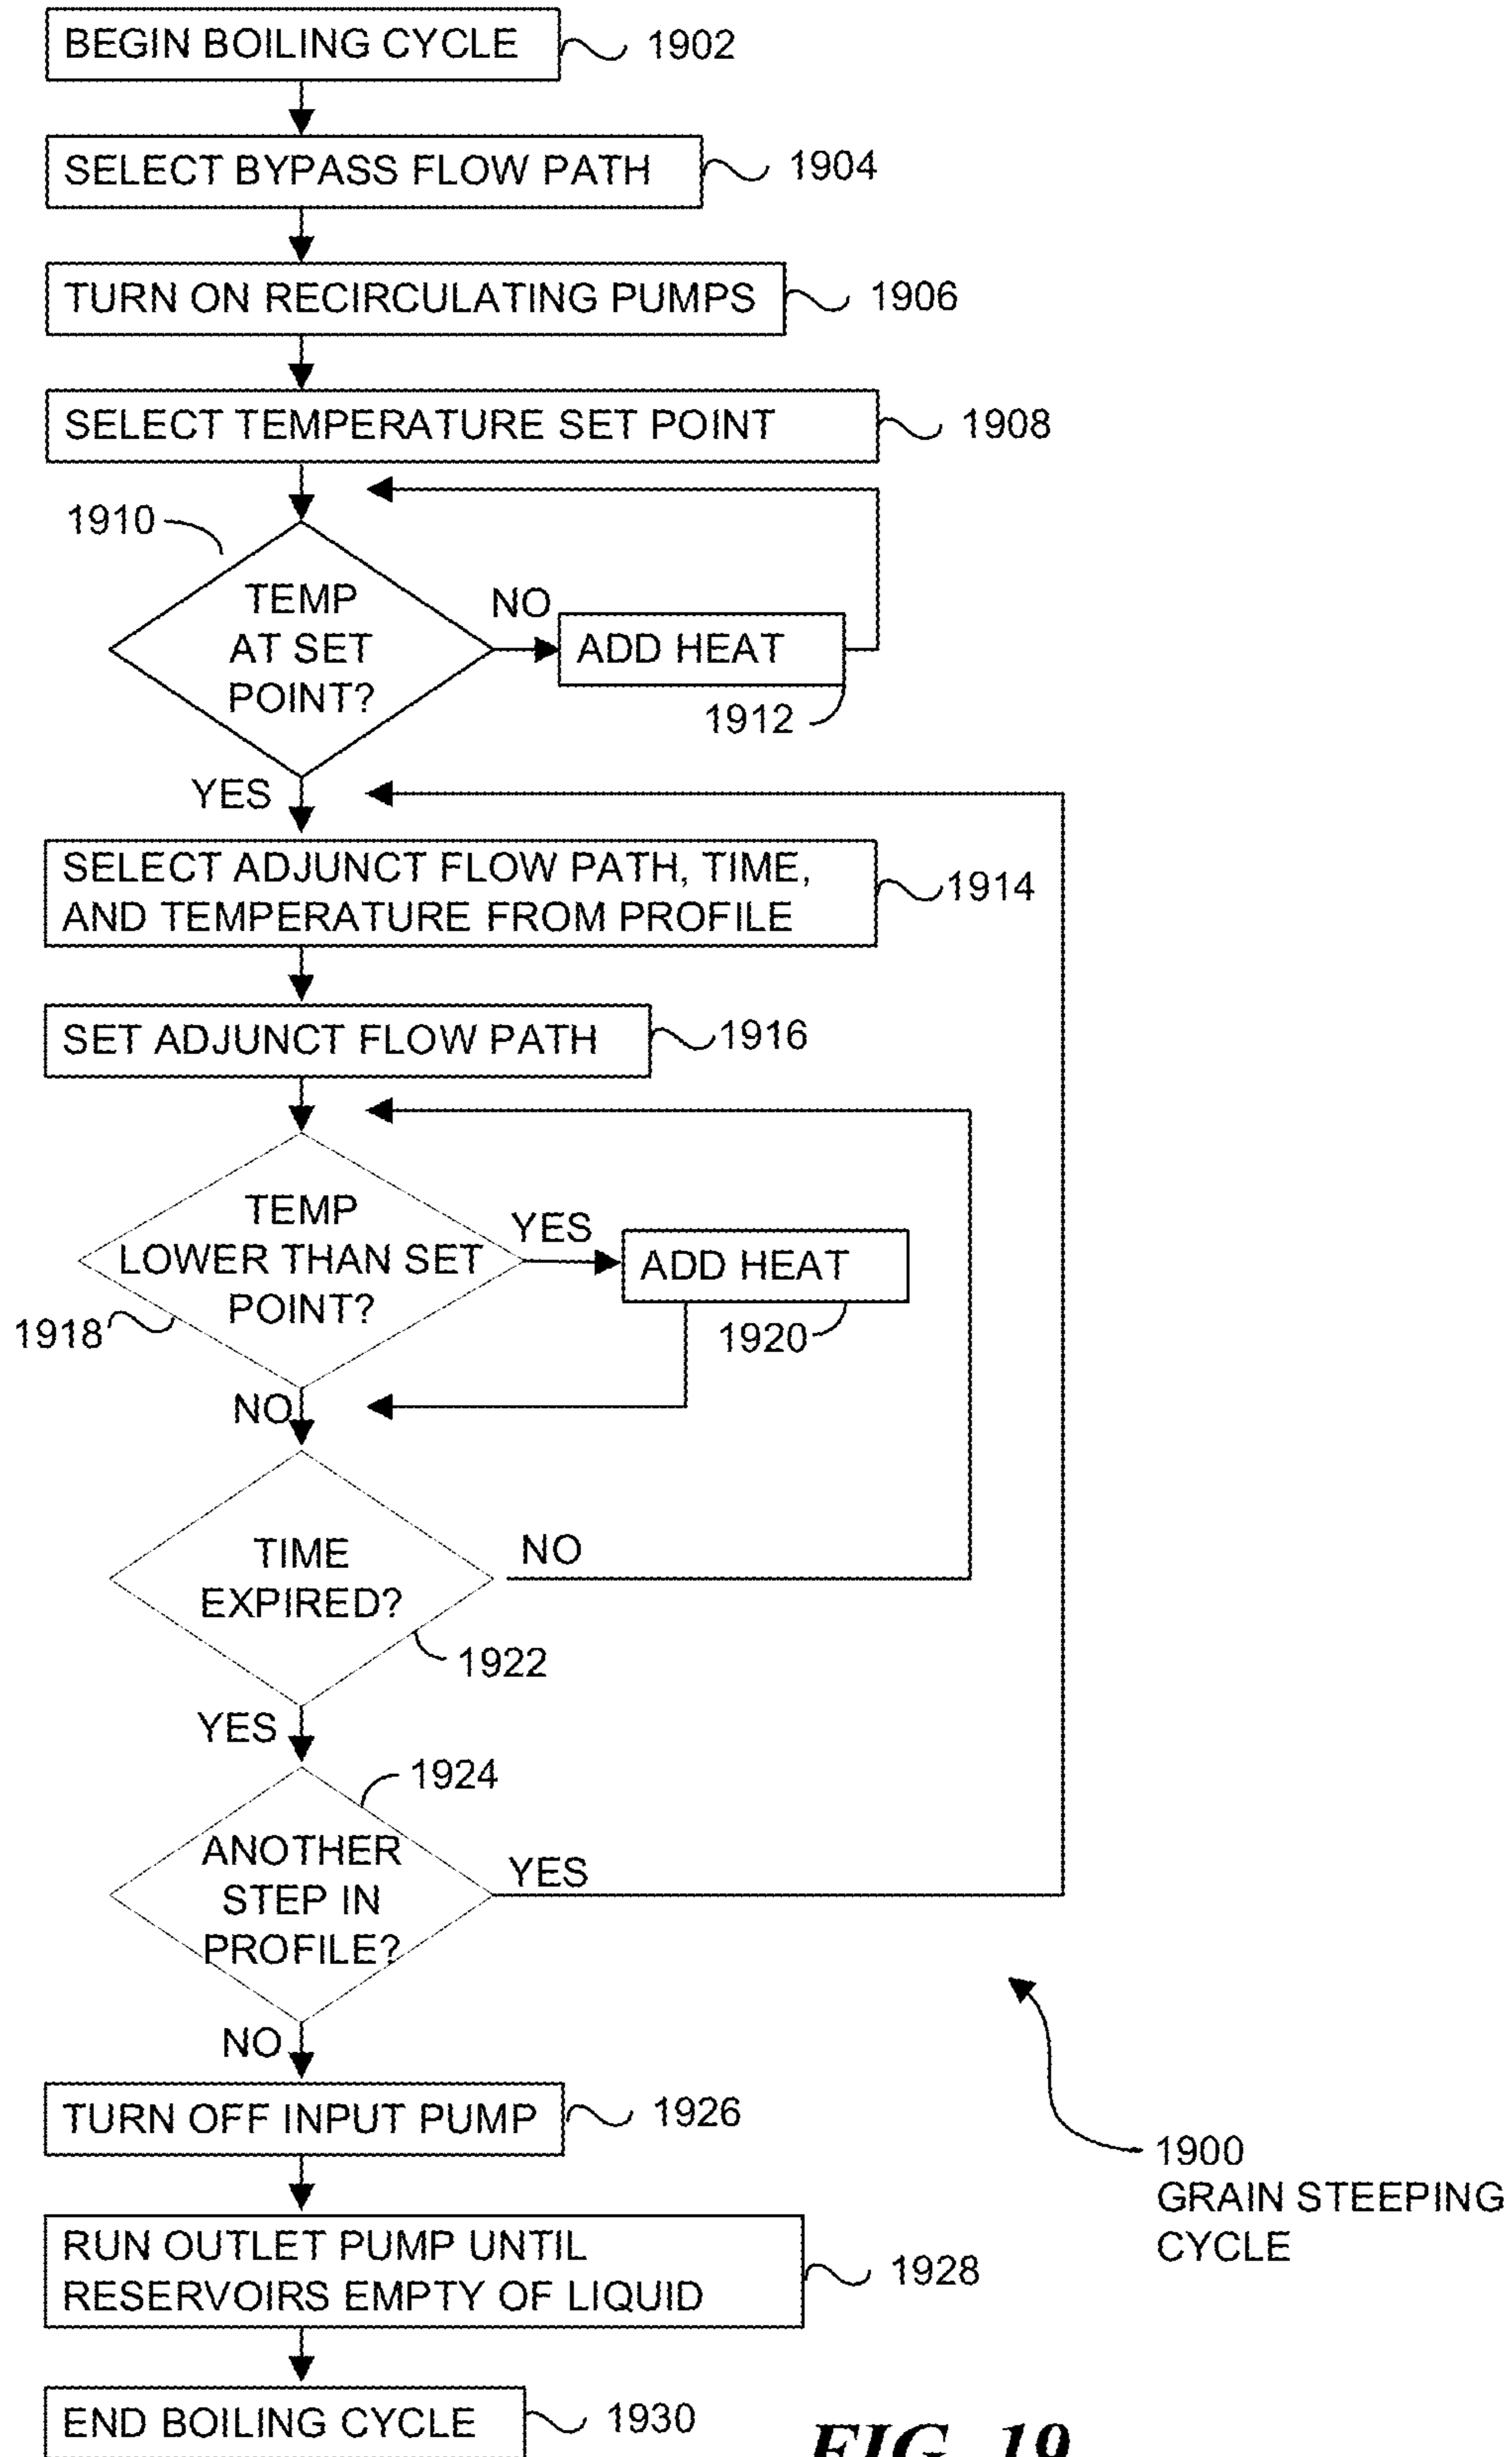 BEGIN BOILING CYCLE
1902
SELECT BYPASS FLOW PATH
1904
TURN ON RECIRCULATING PUMPS
1906
SELECT TEMPERATURE SET POINT
1908
1910
TEMP
AT SET
POINT?
NO
ADD HEAT
1912
YES
SELECT ADJUNCT FLOW PATH, TIME,
AND TEMPERATURE FROM PROFILE
1914
SET ADJUNCT FLOW PATH
1916
TEMP
LOWER THAN SET
POINT?
1918
YES
ADD HEAT
1920
NO
TIME
EXPIRED?
NO
1922
YES
1924
ANOTHER
STEP IN
PROFILE?
YES
NO
TURN OFF INPUT PUMP
1926
1900
GRAIN STEEPING
CYCLE
RUN OUTLET PUMP UNTIL
RESERVOIRS EMPTY OF LIQUID
1928
END BOILING CYCLE
1930
FIG. 19